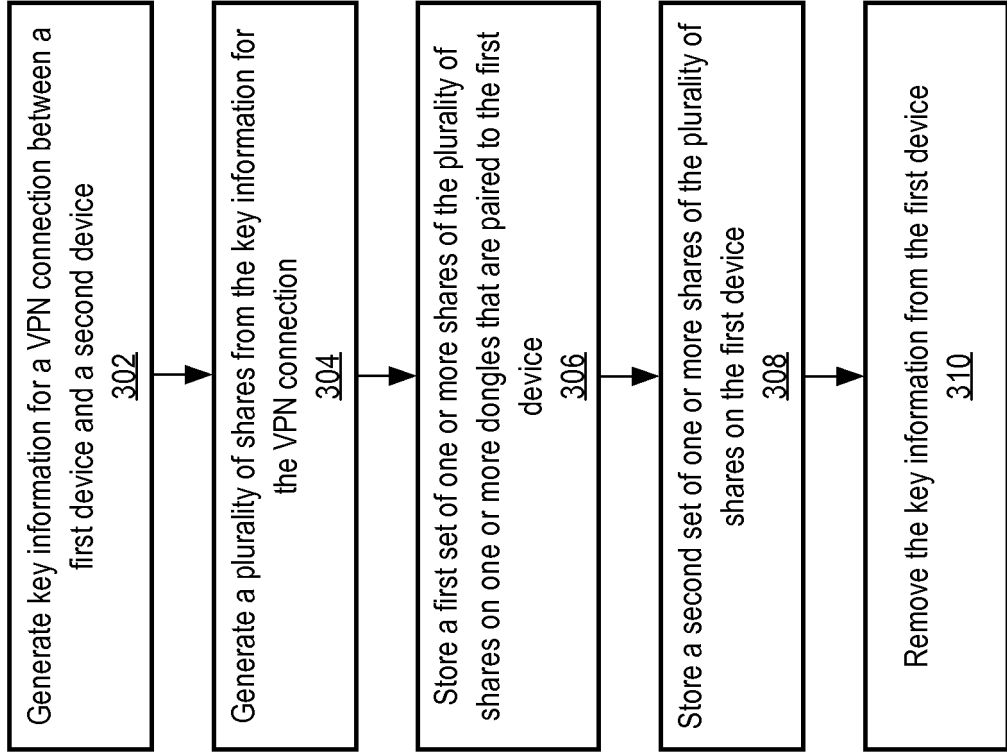 Generate key information for a VPN connection between a
first device and a second device
302
Generate a plurality of shares from the key information for
the VPN connection
304
Store a first set of one or more shares of the plurality of
shares on one or more dongles that are paired to the first
device
306
Store a second set of one or more shares of the plurality of
shares on the first device
308
Remove the key information from the first device
310